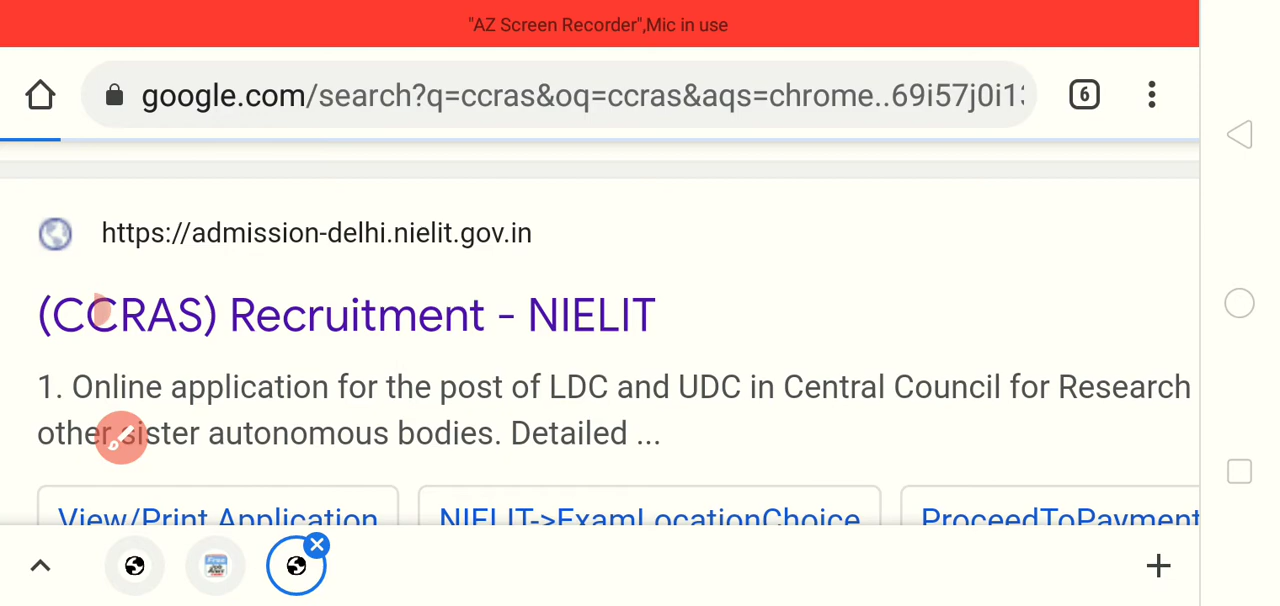 "AZ Screen Recorder",Mic in use
google.com/search?q=ccras&oq=ccras&aqs=chrome..69i57j0i1
6
https://admission-delhi.nielit.gov.in
(CCRAS) Recruitment - NIELIT
1. Online application for the post of LDC and UDC in Central Council for Research
other sister autonomous bodies. Detailed ...
View/Print Application NIELIT->ExamLocationChoice ProceedToPayment